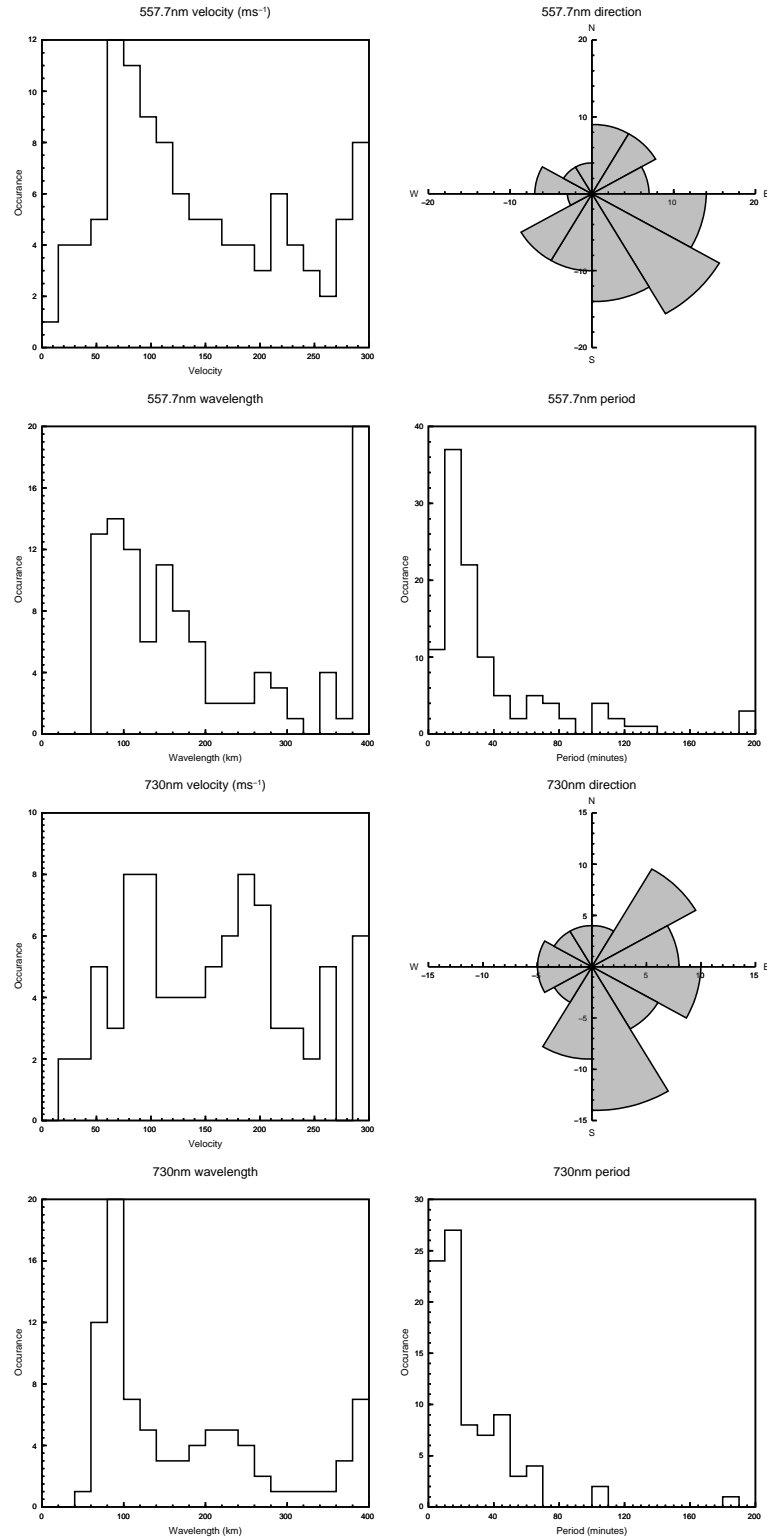 557.7nm velocity (ms⁻¹)
12
10
8
6
4
2
0
Occurance
0 50 100 150 200 250 300
Velocity
557.7nm direction
N
20
10
W −20 −10 10 20 E
−10
−20
S
557.7nm wavelength
20
16
12
8
4
0
Occurance
0 100 200 300 400
Wavelength (km)
557.7nm period
40
30
20
10
0
Occurance
0 40 80 120 160 200
Period (minutes)
730nm velocity (ms⁻¹)
10
8
6
4
2
0
Occurance
0 50 100 150 200 250 300
Velocity
730nm direction
N
15
10
5
W −15 −10 −5 5 10 15 E
−5
−10
−15
S
730nm wavelength
20
16
12
8
4
0
Occurance
0 100 200 300 400
Wavelength (km)
730nm period
30
25
20
15
10
5
0
Occurance
0 40 80 120 160 200
Period (minutes)